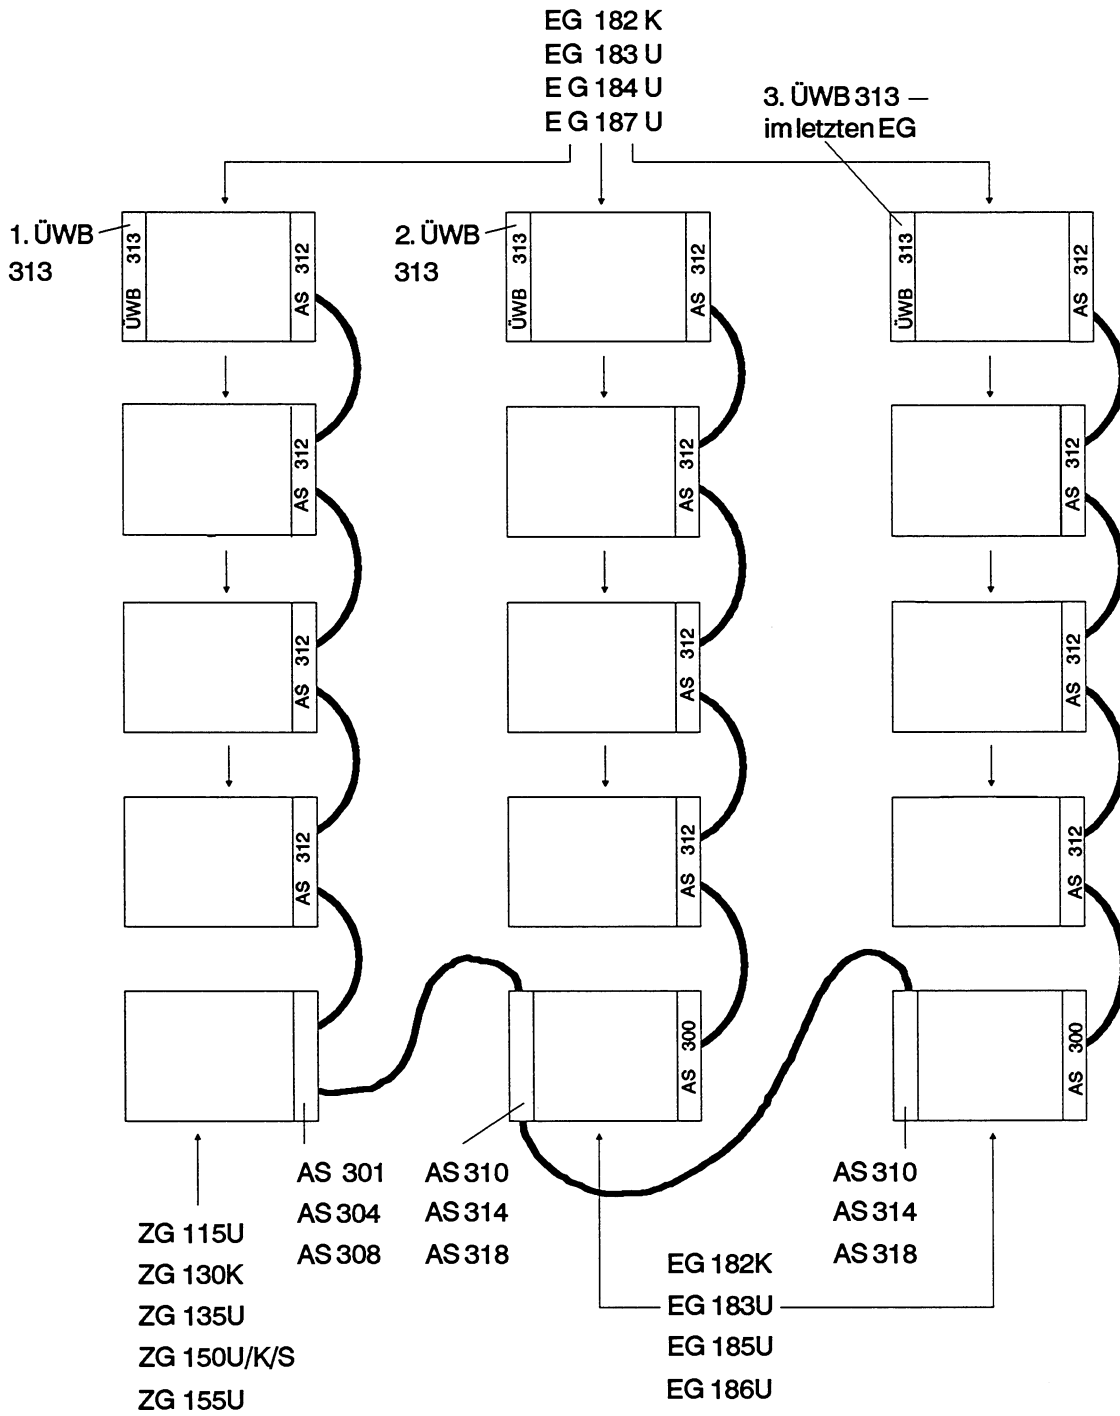 EG 182 K
EG 183 U
E G 184 U
E G 187 U
3. ÜWB 313 —
im letzten EG
1. ÜWB
313
ÜWB 313
AS 312
2. ÜWB
313
ÜWB 313
AS 312
ÜWB 313
AS 312
AS 312
AS 312
AS 312
AS 312
AS 312
AS 312
AS 312
AS 312
AS 312
AS 300
AS 300
AS 301
AS 304
AS 308
AS 310
AS 314
AS 318
AS 310
AS 314
AS 318
ZG 115U
ZG 130K
ZG 135U
ZG 150U/K/S
ZG 155U
EG 182K
EG 183U
EG 185U
EG 186U